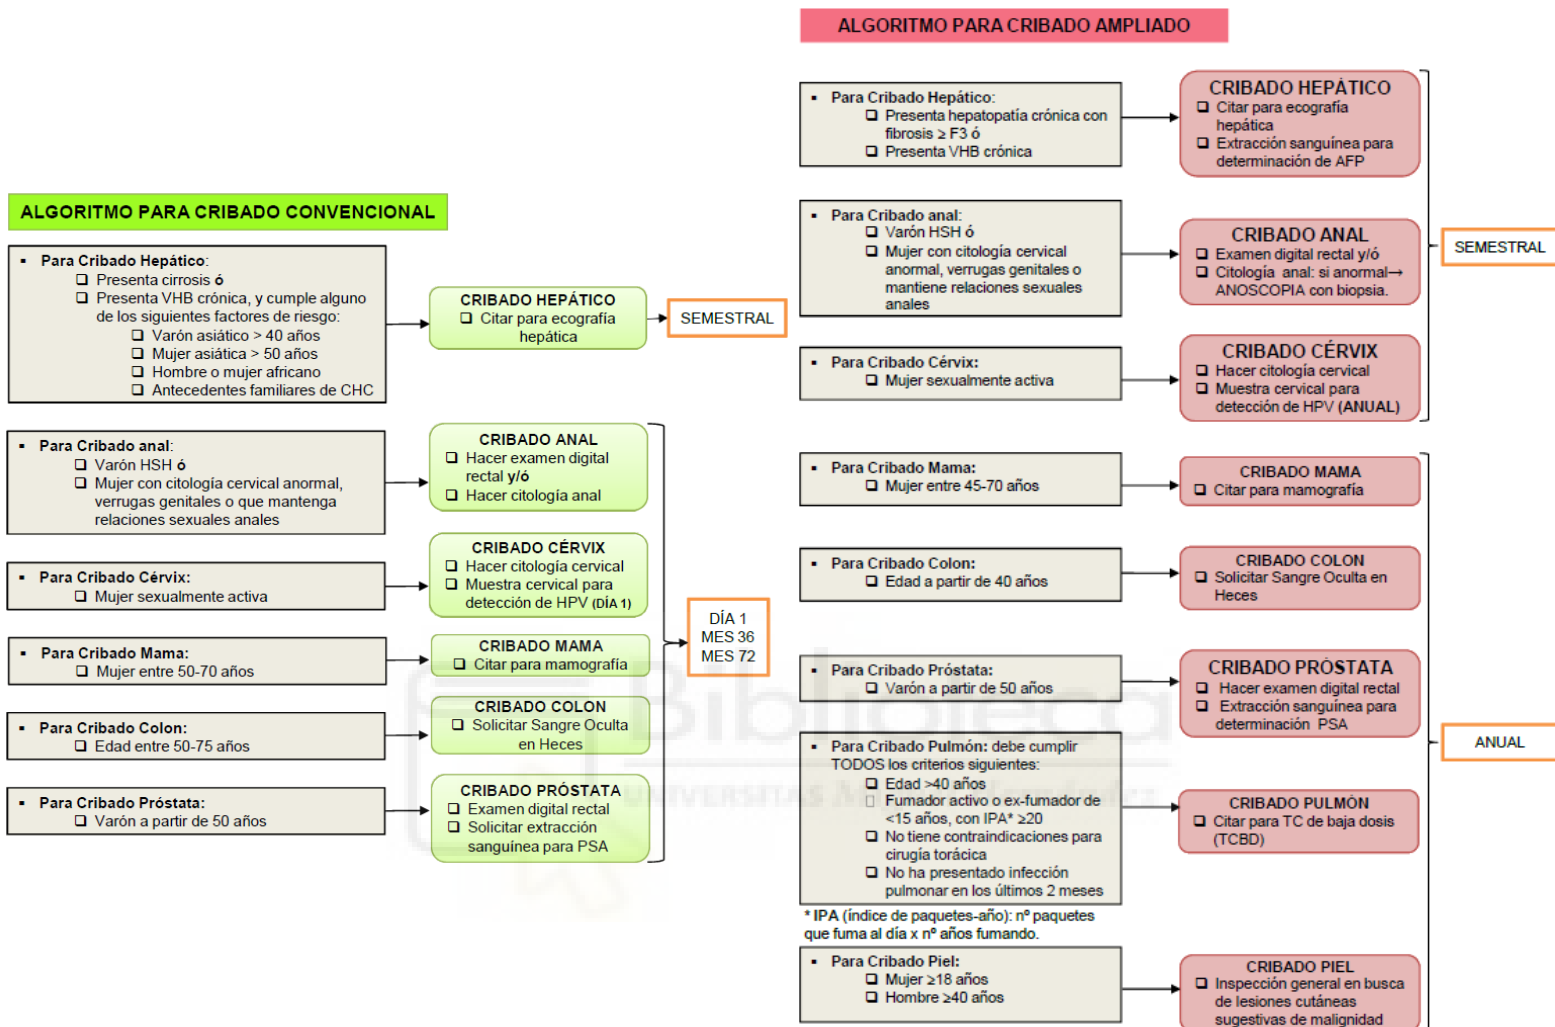 ALGORITMO PARA CRIBADO CONVENCIONAL
▪ Para Cribado Hepático:
❑ Presenta cirrosis ó
❑ Presenta VHB crónica, y cumple alguno
de los siguientes factores de riesgo:
❑ Varón asiático > 40 años
❑ Mujer asiática > 50 años
❑ Hombre o mujer africano
❑ Antecedentes familiares de CHC
CRIBADO HEPÁTICO
❑ Citar para ecografía
hepática
SEMESTRAL
▪ Para Cribado anal:
❑ Varón HSH ó
❑ Mujer con citología cervical anormal,
verrugas genitales o que mantenga
relaciones sexuales anales
CRIBADO ANAL
❑ Hacer examen digital
rectal y/ó
❑ Hacer citología anal
▪ Para Cribado Cérvix:
❑ Mujer sexualmente activa
CRIBADO CÉRVIX
❑ Hacer citología cervical
❑ Muestra cervical para
detección de HPV (DÍA 1)
▪ Para Cribado Mama:
❑ Mujer entre 50-70 años
CRIBADO MAMA
❑ Citar para mamografía
▪ Para Cribado Colon:
❑ Edad entre 50-75 años
CRIBADO COLON
❑ Solicitar Sangre Oculta
en Heces
▪ Para Cribado Próstata:
❑ Varón a partir de 50 años
CRIBADO PRÓSTATA
❑ Examen digital rectal
❑ Solicitar extracción
sanguínea para PSA
DÍA 1
MES 36
MES 72
ALGORITMO PARA CRIBADO AMPLIADO
▪ Para Cribado Hepático:
❑ Presenta hepatopatía crónica con
fibrosis ≥ F3 ó
❑ Presenta VHB crónica
CRIBADO HEPÁTICO
❑ Citar para ecografía
hepática
❑ Extracción sanguínea para
determinación de AFP
▪ Para Cribado anal:
❑ Varón HSH ó
❑ Mujer con citología cervical
anormal, verrugas genitales o
mantiene relaciones sexuales
anales
CRIBADO ANAL
❑ Examen digital rectal y/ó
❑ Citología anal: si anormal→
ANOSCOPIA con biopsia.
▪ Para Cribado Cérvix:
❑ Mujer sexualmente activa
CRIBADO CÉRVIX
❑ Hacer citología cervical
❑ Muestra cervical para
detección de HPV (ANUAL)
SEMESTRAL
▪ Para Cribado Mama:
❑ Mujer entre 45-70 años
CRIBADO MAMA
❑ Citar para mamografía
▪ Para Cribado Colon:
❑ Edad a partir de 40 años
CRIBADO COLON
❑ Solicitar Sangre Oculta en
Heces
▪ Para Cribado Próstata:
❑ Varón a partir de 50 años
CRIBADO PRÓSTATA
❑ Hacer examen digital rectal
❑ Extracción sanguínea para
determinación PSA
▪ Para Cribado Pulmón: debe cumplir
TODOS los criterios siguientes:
❑ Edad >40 años
Fumador activo o ex-fumador de
<15 años, con IPA* ≥20
❑ No tiene contraindicaciones para
cirugía torácica
❑ No ha presentado infección
pulmonar en los últimos 2 meses
CRIBADO PULMÓN
❑ Citar para TC de baja dosis
(TCBD)
* IPA (índice de paquetes-año): nº paquetes
que fuma al día x nº años fumando.
▪ Para Cribado Piel:
❑ Mujer ≥18 años
❑ Hombre ≥40 años
CRIBADO PIEL
❑ Inspección general en busca
de lesiones cutáneas
sugestivas de malignidad
ANUAL
Biblioteca
UNIVERSITAS Miguel Hernández